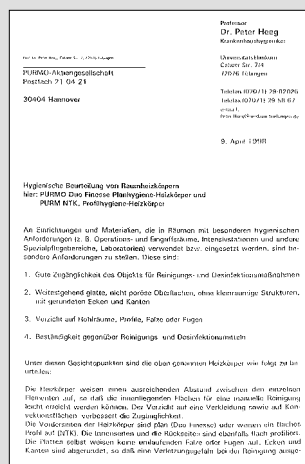 Professor
Dr. Peter Heeg
Krankenhaushygieniker
Universitätsklinikum
Calwer Str. 7/4
72076 Tübingen
PURMO-Aktiengesellschaft
Postfach 21 04 21
30404 Hannover
9. April 1998
Hygienische Beurteilung von Raumheizkörpern
hier: PURMO Duo Finesse Planhygiene-Heizkörper und
PURM NTK, Profilhygiene-Heizkörper
An Einrichtungen und Materialien, die in Räumen mit besonderen hygienischen
Anforderungen (z. B. Operations- und Eingriffsräume, Intensivstationen und andere
Spezialpflegebereiche, Laboratorien) verwendet bzw. eingesetzt werden, sind be-
sondere Anforderungen zu stellen. Diese sind:
1. Gute Zugänglichkeit des Objekts für Reinigungs- und Desinfektionsmaßnahmen
2. Weitestgehend glatte, nicht poröse Oberflächen, ohne kleinräumige Strukturen,
mit gerundeten Ecken und Kanten
3. Verzicht auf Hohlräume, Profile, Falze oder Fugen
4. Beständigkeit gegenüber Reinigungs- und Desinfektionsmitteln
Unter diesen Gesichtspunkten sind die oben genannten Heizkörper wie folgt zu be-
urteilen:
Die Heizkörper weisen einen ausreichenden Abstand zwischen den einzelnen
Elementen auf, so daß die innenliegenden Flächen für eine manuelle Reinigung
leicht erreicht werden können. Der Verzicht auf eine Verkleidung sowie auf Kon-
vektionsflächen verbessert die Zugänglichkeit.
Die Vorderseiten der Heizkörper sind plan (Duo Finesse) oder weisen ein flaches
Profil auf (NTK). Die Innenseiten und die Rückseiten sind ebenfalls flach profiliert.
Die Platten selbst weisen keine umlaufenden Falze oder Fugen auf. Ecken und
Kanten sind abgerundet, so daß eine Verletzungsgefahr bei der Reinigung ausge-